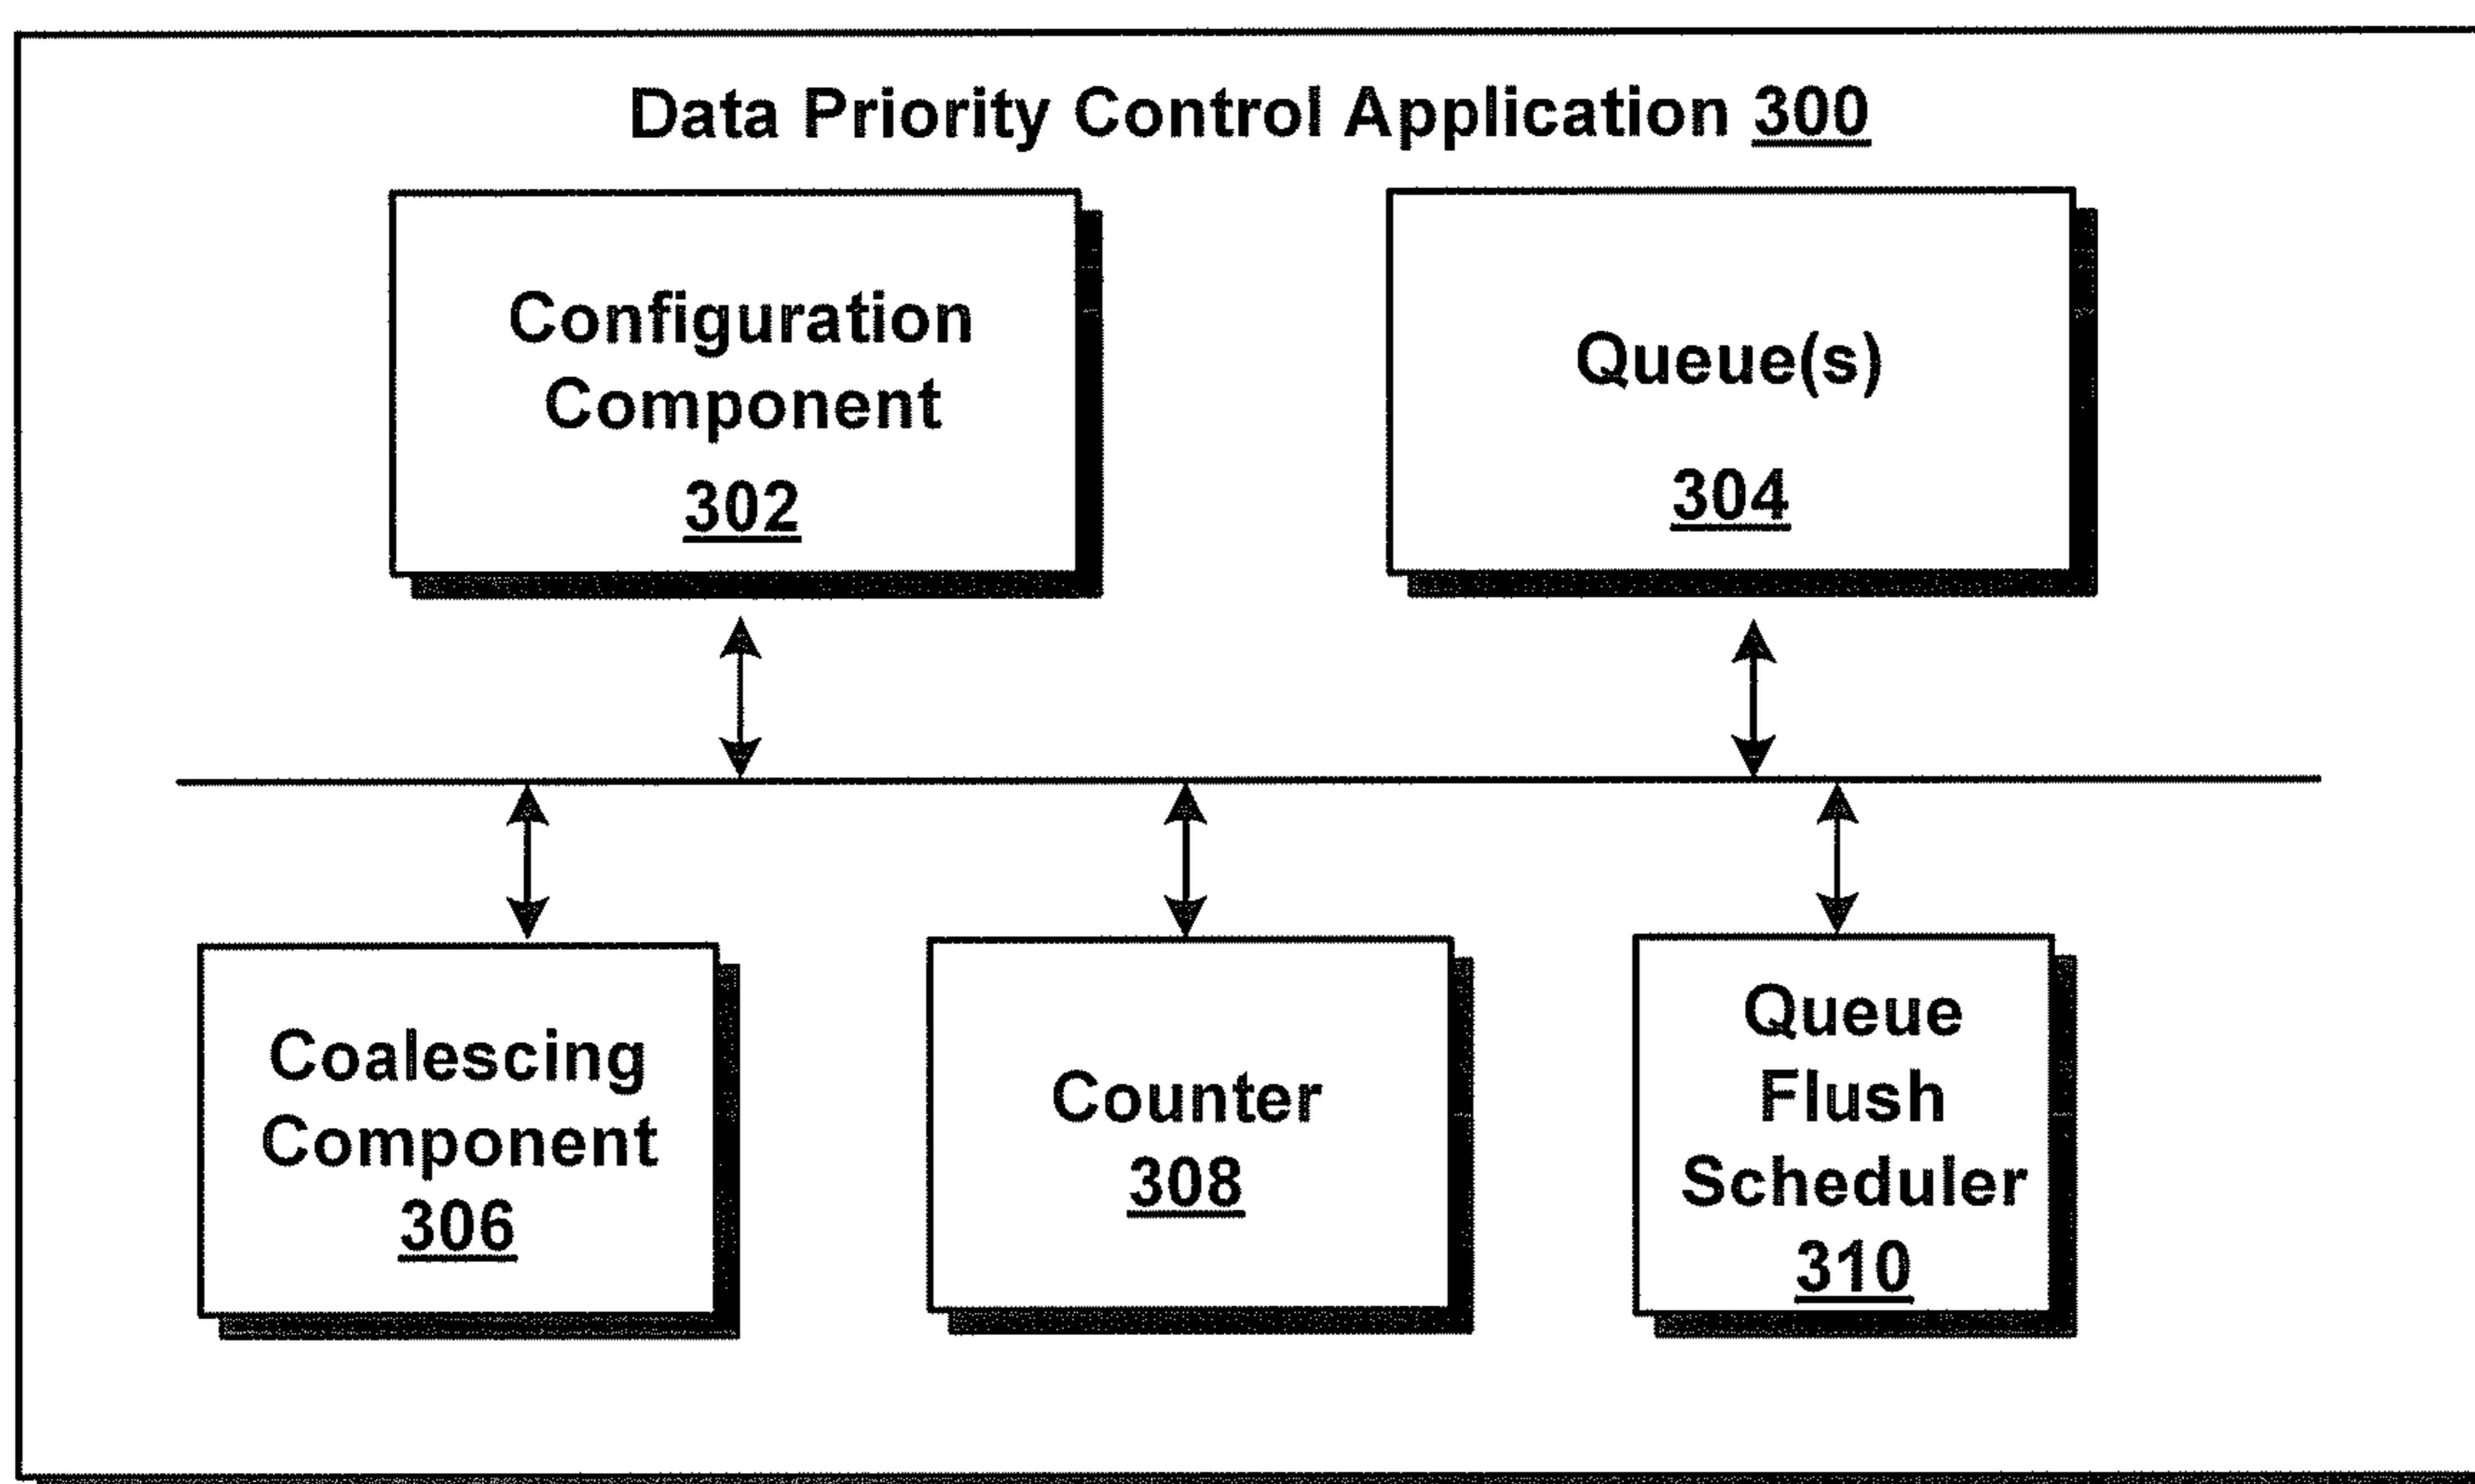 Data Priority Control Application 300
Configuration
Component
302
Queue(s)
304
Coalescing
Component
306
Counter
308
Queue
Flush
Scheduler
310